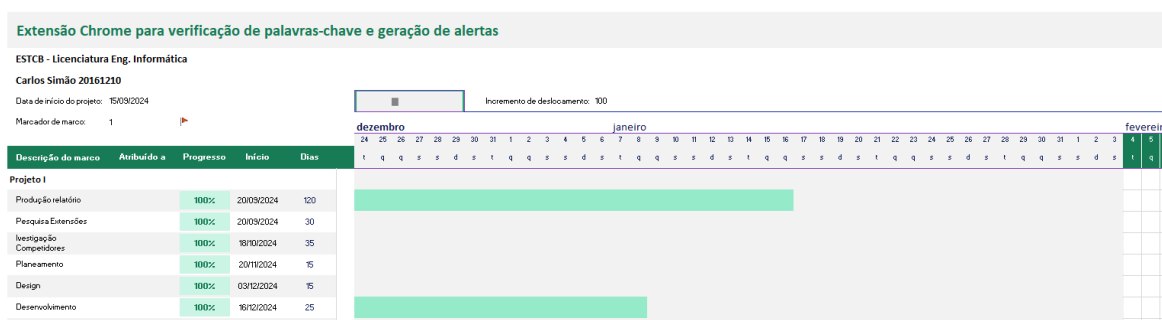 Extensão Chrome para verificação de palavras-chave e geração de alertas
ESTCB - Licenciatura Eng. Informática
Carlos Simão 20161210
Data de início do projeto: 15/09/2024
Incremento de deslocamento: 100
Marcador de marco: 1
dezembro janeiro fevereir
24 25 26 27 28 29 30 31 1 2 3 4 5 6 7 8 9 10 11 12 13 14 15 16 17 18 19 20 21 22 23 24 25 26 27 28 29 30 31 1 2 3 4 5
Descrição do marco Atribuído a Progresso Início Dias t q q s s d s t q q s s d s t q q s s d s t q q s s d s t q q s s d s t q q s s d s t q
Projeto I
Produção relatório 100% 20/09/2024 120
Pesquisa Extensões 100% 20/09/2024 30
Ivestigação
Competidores 100% 18/10/2024 35
Planeamento 100% 20/11/2024 15
Design 100% 03/12/2024 15
Desenvolvimento 100% 16/12/2024 25